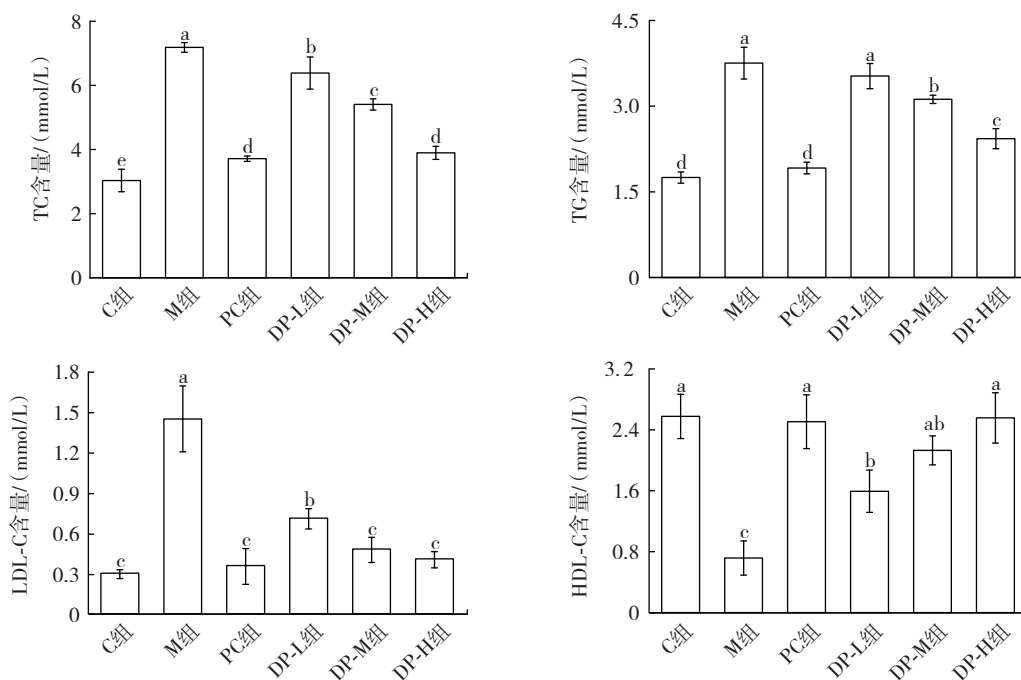 TC含量/(mmol/L)
8
6
4
2
0
e
a
d
b
c
d
C组
M组
PC组
DP-L组
DP-M组
DP-H组
TG含量/(mmol/L)
4.5
3.0
1.5
0
d
a
d
a
b
c
C组
M组
PC组
DP-L组
DP-M组
DP-H组
LDL-C含量/(mmol/L)
1.8
1.5
1.2
0.9
0.6
0.3
0
c
a
c
b
c
c
C组
M组
PC组
DP-L组
DP-M组
DP-H组
HDL-C含量/(mmol/L)
3.2
2.4
1.6
0.8
0
a
c
a
b
ab
a
C组
M组
PC组
DP-L组
DP-M组
DP-H组